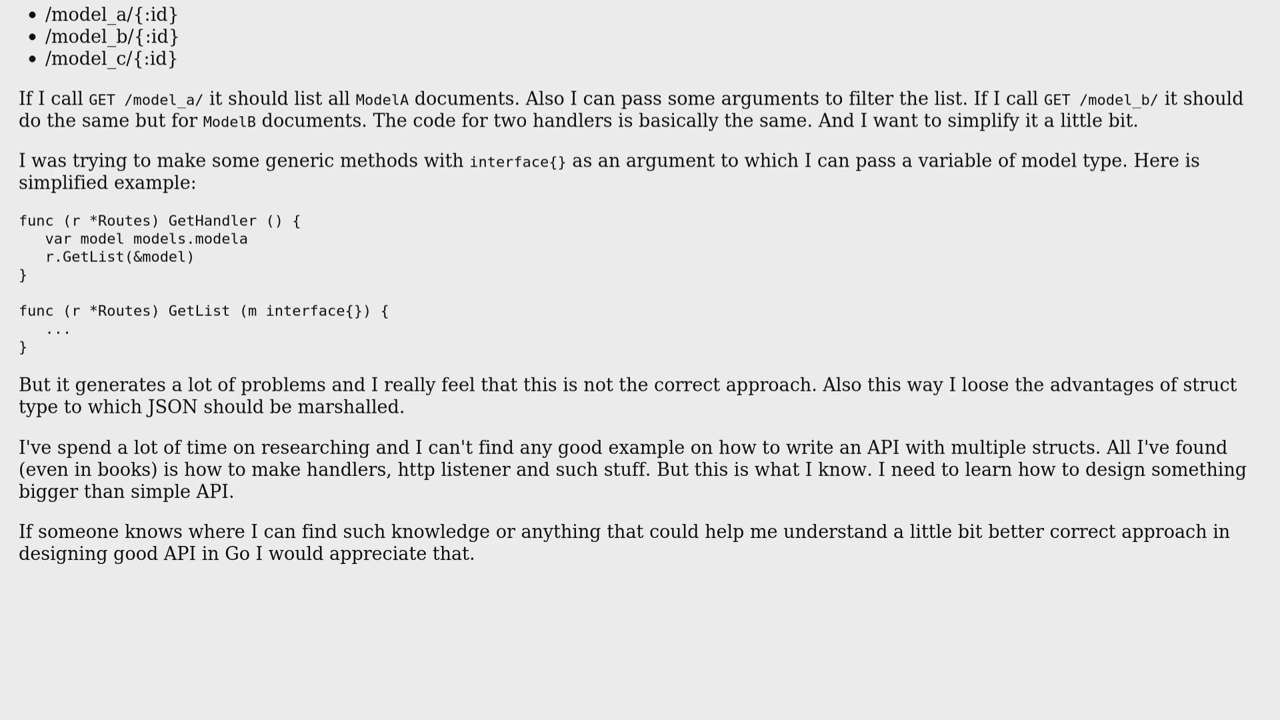 • /model_a/{:id}
• /model_b/{:id}
• /model_c/{:id}
If I call GET /model_a/ it should list all ModelA documents. Also I can pass some arguments to filter the list. If I call GET /model_b/ it should
do the same but for ModelB documents. The code for two handlers is basically the same. And I want to simplify it a little bit.
I was trying to make some generic methods with interface{} as an argument to which I can pass a variable of model type. Here is
simplified example:
func (r *Routes) GetHandler () {
   var model models.modela
   r.GetList(&model)
}
func (r *Routes) GetList (m interface{}) {
   ...
}
But it generates a lot of problems and I really feel that this is not the correct approach. Also this way I loose the advantages of struct
type to which JSON should be marshalled.
I've spend a lot of time on researching and I can't find any good example on how to write an API with multiple structs. All I've found
(even in books) is how to make handlers, http listener and such stuff. But this is what I know. I need to learn how to design something
bigger than simple API.
If someone knows where I can find such knowledge or anything that could help me understand a little bit better correct approach in
designing good API in Go I would appreciate that.